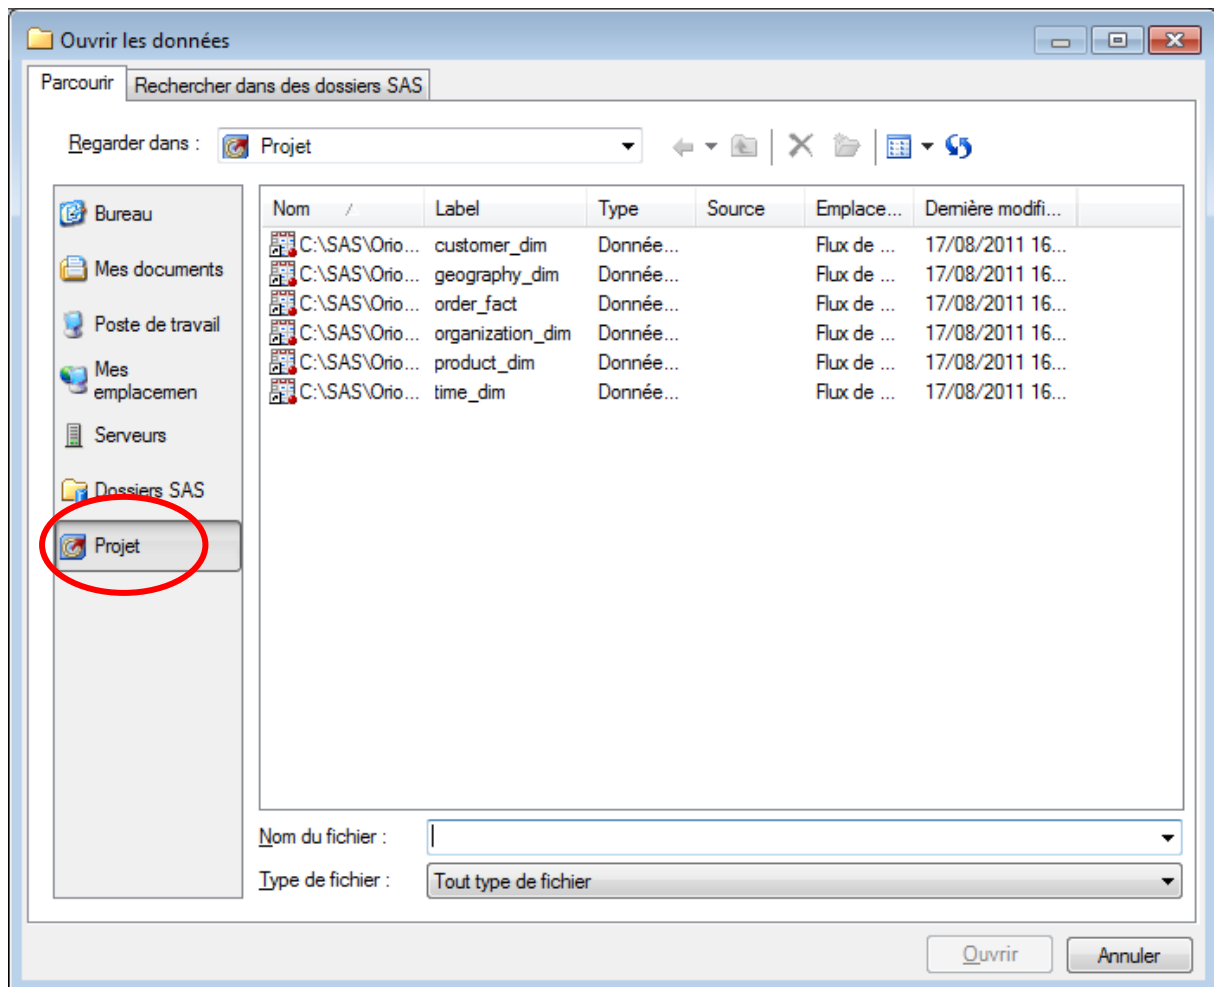 Ouvrir les données
Parcourir Rechercher dans des dossiers SAS
Regarder dans : Projet
Bureau
Mes documents
Poste de travail
Mes
emplacemen
Serveurs
Dossiers SAS
Projet
Nom Label Type Source Emplace... Dernière modifi...
C:\SAS\Orio... customer_dim Donnée... Flux de ... 17/08/2011 16...
C:\SAS\Orio... geography_dim Donnée... Flux de ... 17/08/2011 16...
C:\SAS\Orio... order_fact Donnée... Flux de ... 17/08/2011 16...
C:\SAS\Orio... organization_dim Donnée... Flux de ... 17/08/2011 16...
C:\SAS\Orio... product_dim Donnée... Flux de ... 17/08/2011 16...
C:\SAS\Orio... time_dim Donnée... Flux de ... 17/08/2011 16...
Nom du fichier :
Type de fichier : Tout type de fichier
Ouvrir Annuler